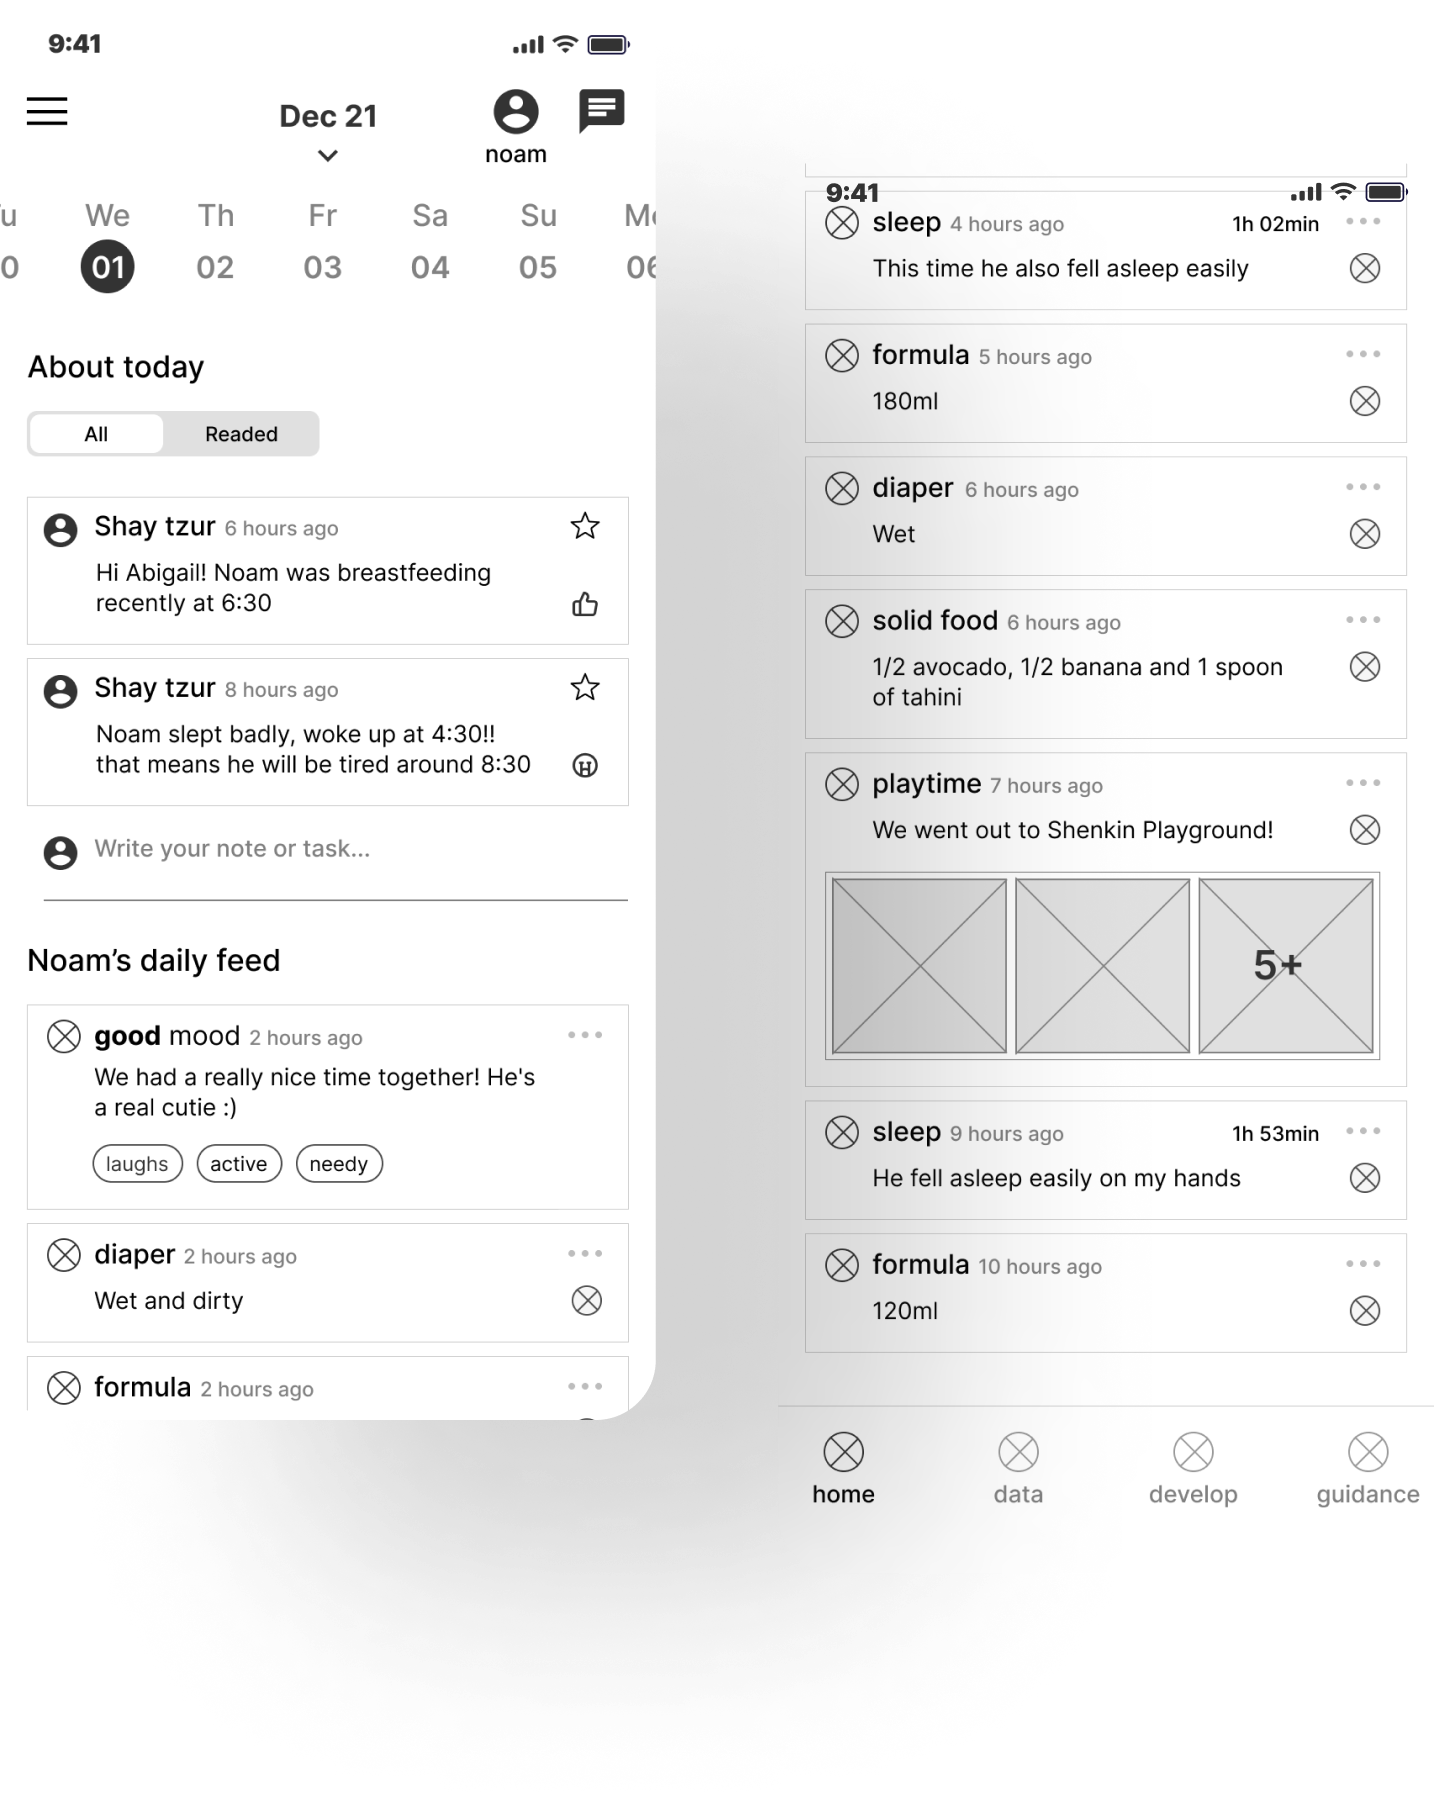 9:41
Dec 21
noam
We
Th
Fr
Sa
Su
01
02
03
04
05
06
About today
All
Readed
Shay tzur 6 hours ago
Hi Abigail! Noam was breastfeeding
recently at 6:30
Shay tzur 8 hours ago
Noam slept badly, woke up at 4:30!!
that means he will be tired around 8:30
Write your note or task...
Noam’s daily feed
good mood 2 hours ago
We had a really nice time together! He's
a real cutie :)
laughs
active
needy
diaper 2 hours ago
Wet and dirty
formula 2 hours ago
9:41
sleep 4 hours ago 1h 02min
This time he also fell asleep easily
formula 5 hours ago
180ml
diaper 6 hours ago
Wet
solid food 6 hours ago
1/2 avocado, 1/2 banana and 1 spoon
of tahini
playtime 7 hours ago
We went out to Shenkin Playground!
5+
sleep 9 hours ago 1h 53min
He fell asleep easily on my hands
formula 10 hours ago
120ml
home
data
develop
guidance